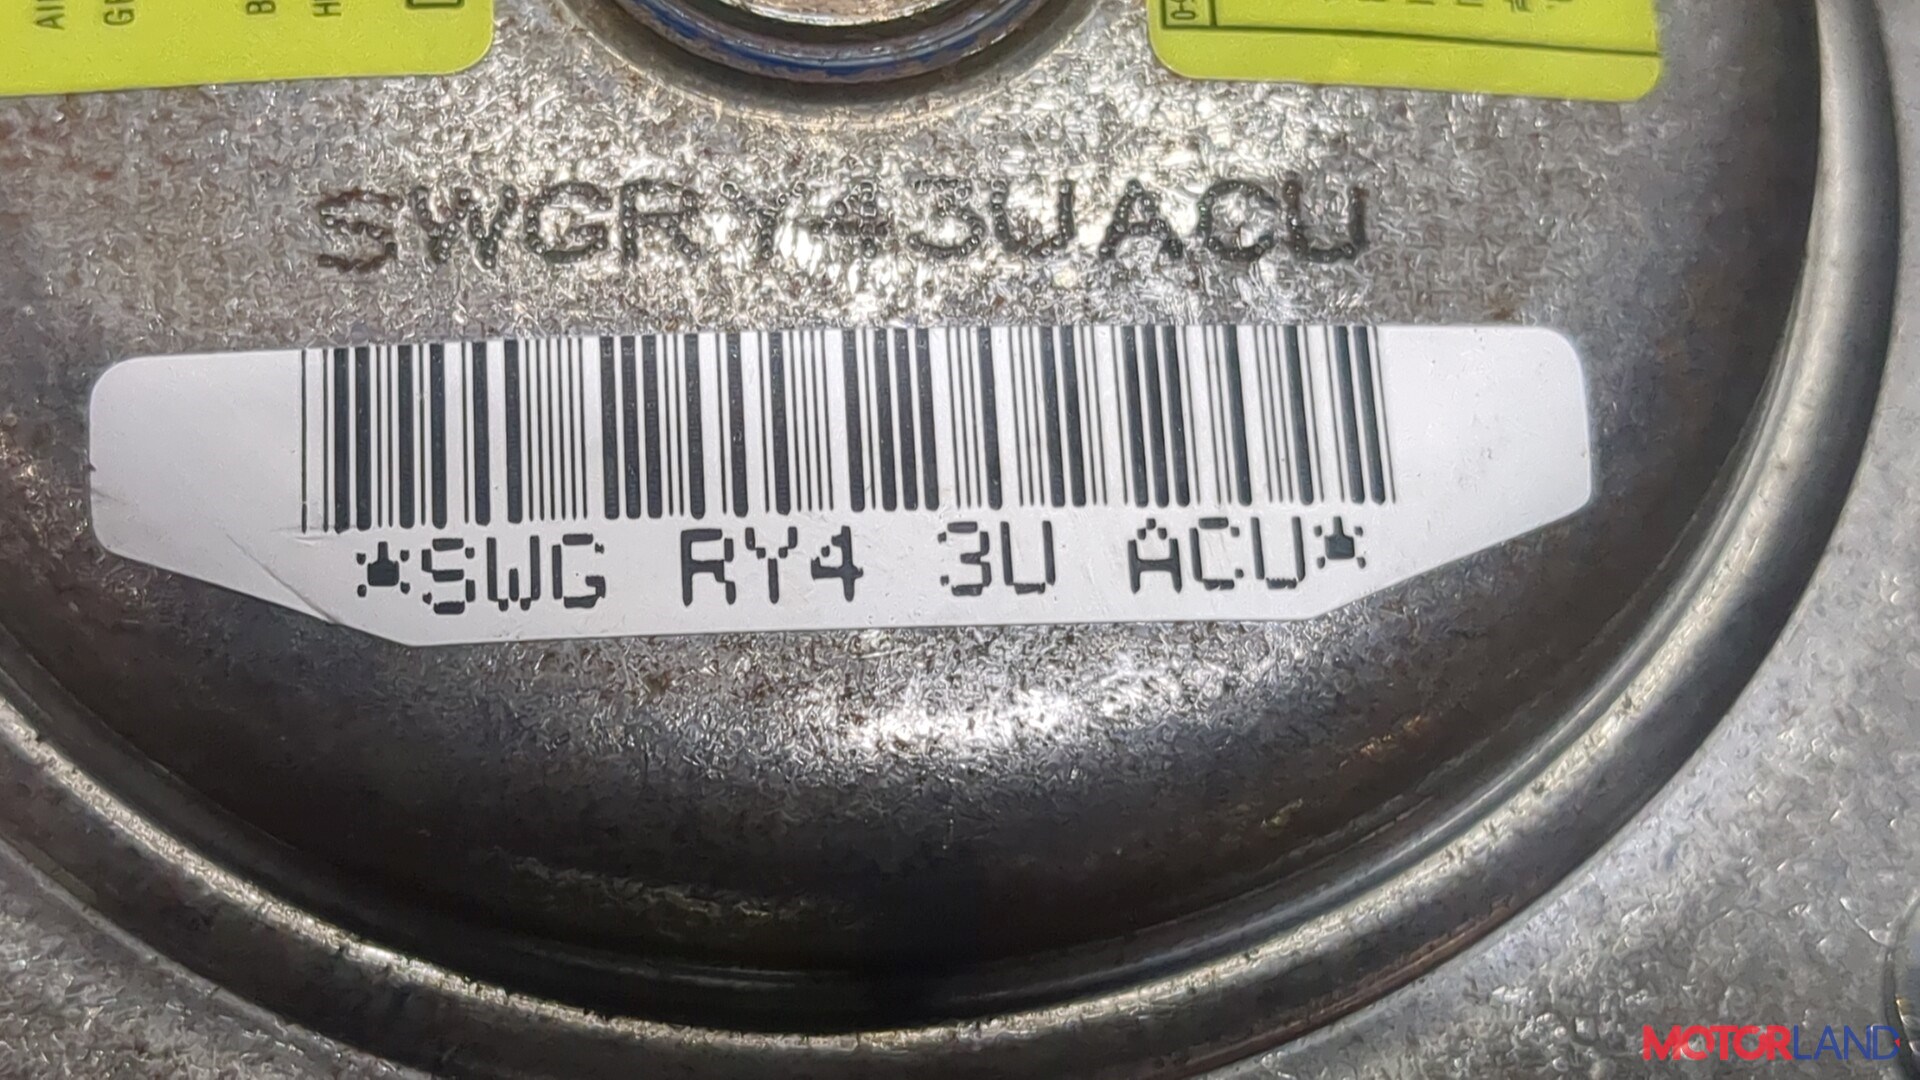 SWGRY43UACU
*SWG RY4 3U ACU*
MOTORLAND